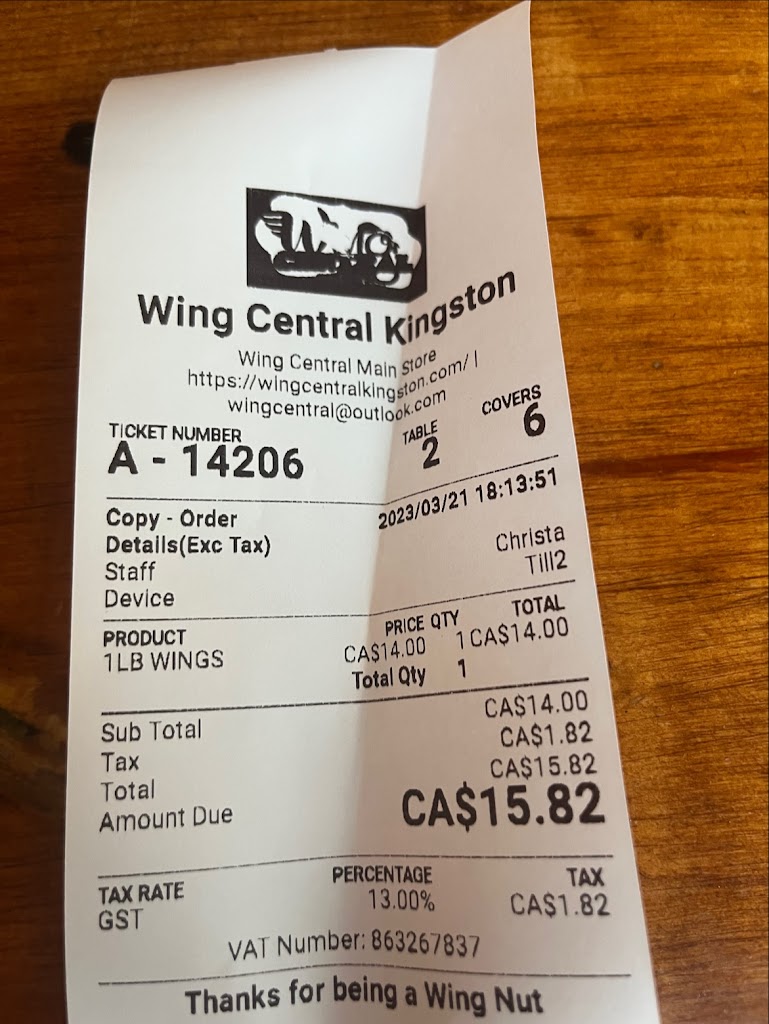 Wing Central Kingston
Wing Central Main Store
https://wingcentralkingston.com/ |
wingcentral@outlook.com
TICKET NUMBER TABLE COVERS
A - 14206 2 6
Copy - Order 2023/03/21 18:13:51
Details(Exc Tax)
Staff Christa
Device Till2
PRODUCT PRICE QTY TOTAL
1LB WINGS CA$14.00 1 CA$14.00
Total Qty 1
Sub Total CA$14.00
Tax CA$1.82
Total CA$15.82
Amount Due CA$15.82
TAX RATE PERCENTAGE TAX
GST 13.00% CA$1.82
VAT Number: 863267837
Thanks for being a Wing Nut